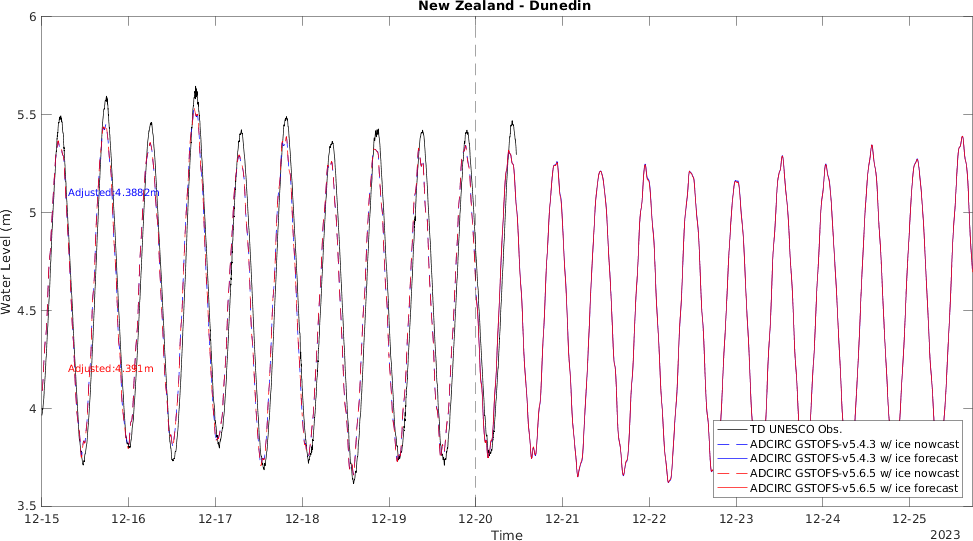 New Zealand - Dunedin
6
5.5
5
4.5
4
3.5
Water Level (m)
Adjusted:4.3882m
Adjusted:4.391m
TD UNESCO Obs.
ADCIRC GSTOFS-v5.4.3 w/ ice nowcast
ADCIRC GSTOFS-v5.4.3 w/ ice forecast
ADCIRC GSTOFS-v5.6.5 w/ ice nowcast
ADCIRC GSTOFS-v5.6.5 w/ ice forecast
12-15 12-16 12-17 12-18 12-19 12-20 12-21 12-22 12-23 12-24 12-25
Time
2023